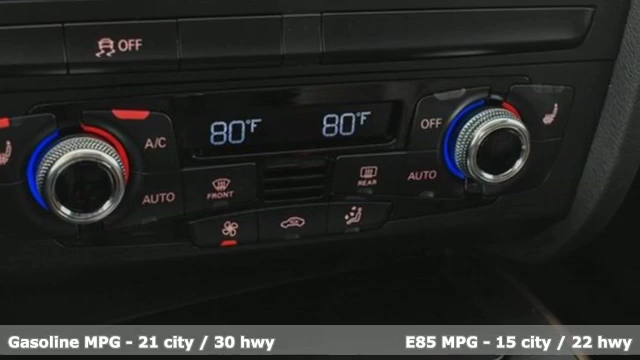 OFF
80°F 80°F
OFF
A/C
AUTO
FRONT
REAR
AUTO
Gasoline MPG - 21 city / 30 hwy
E85 MPG - 15 city / 22 hwy